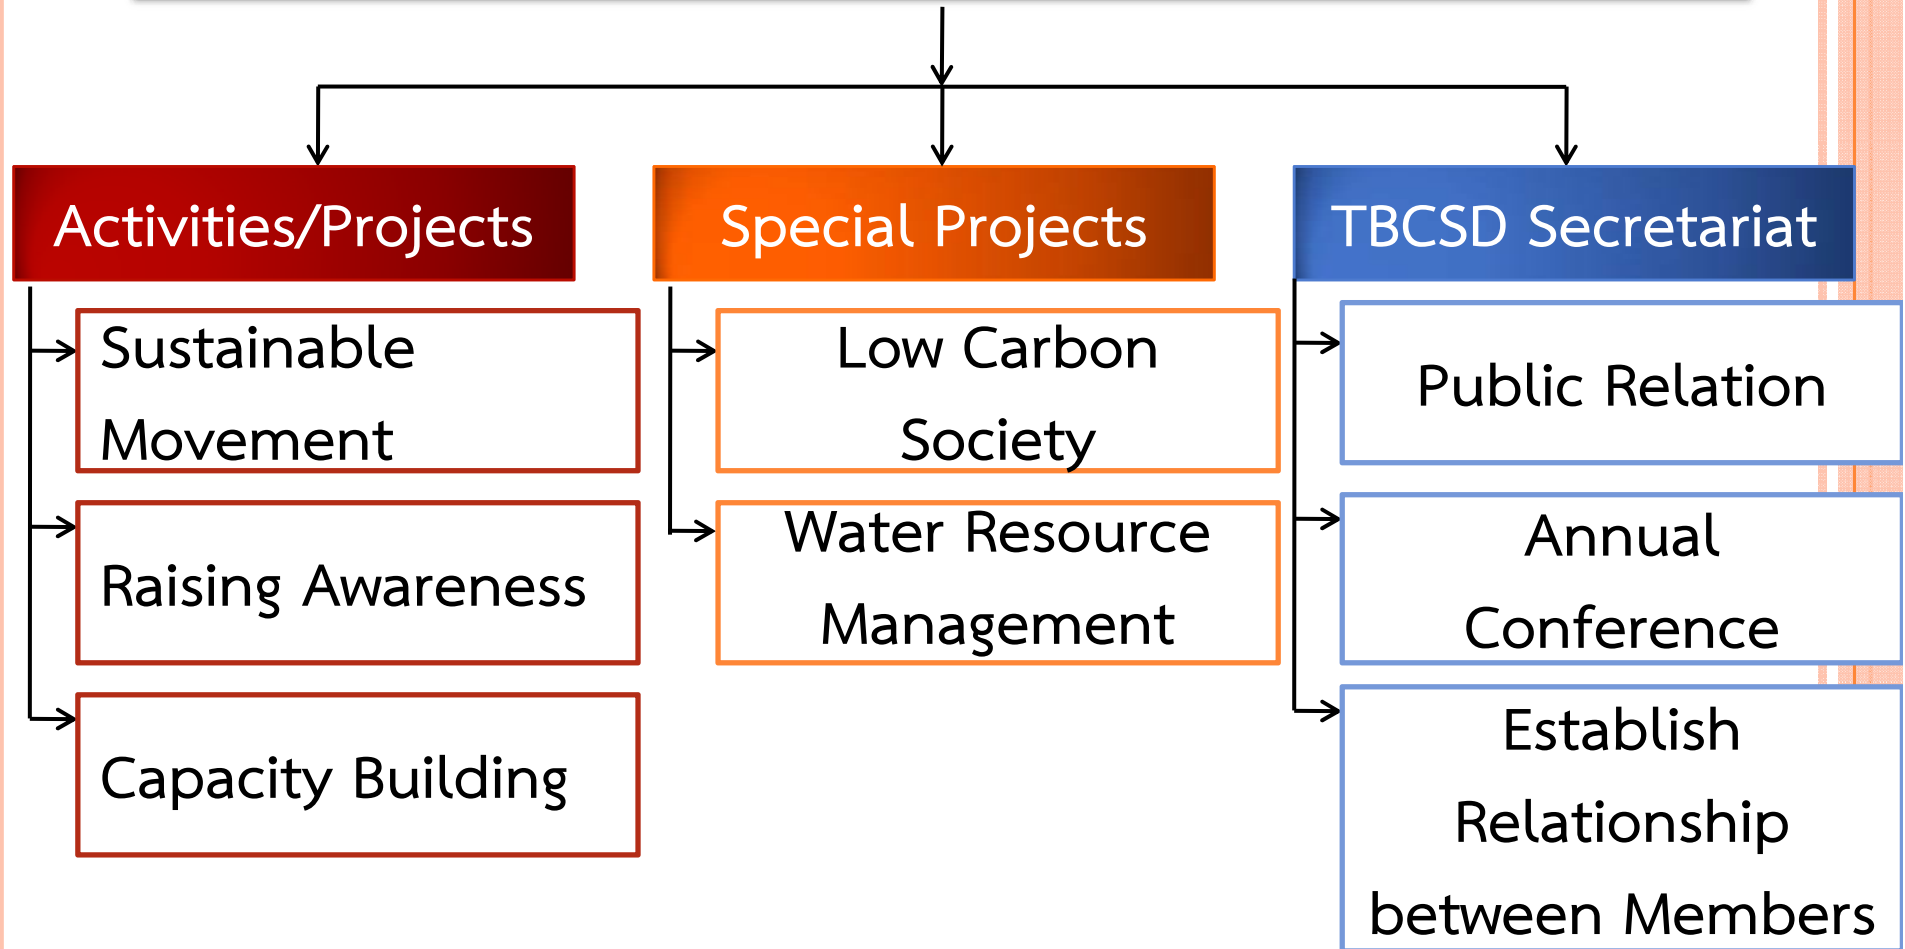 Activities/Projects
Sustainable
Movement
Raising Awareness
Capacity Building
Special Projects
Low Carbon
Society
Water Resource
Management
TBCSD Secretariat
Public Relation
Annual
Conference
Establish
Relationship
between Members